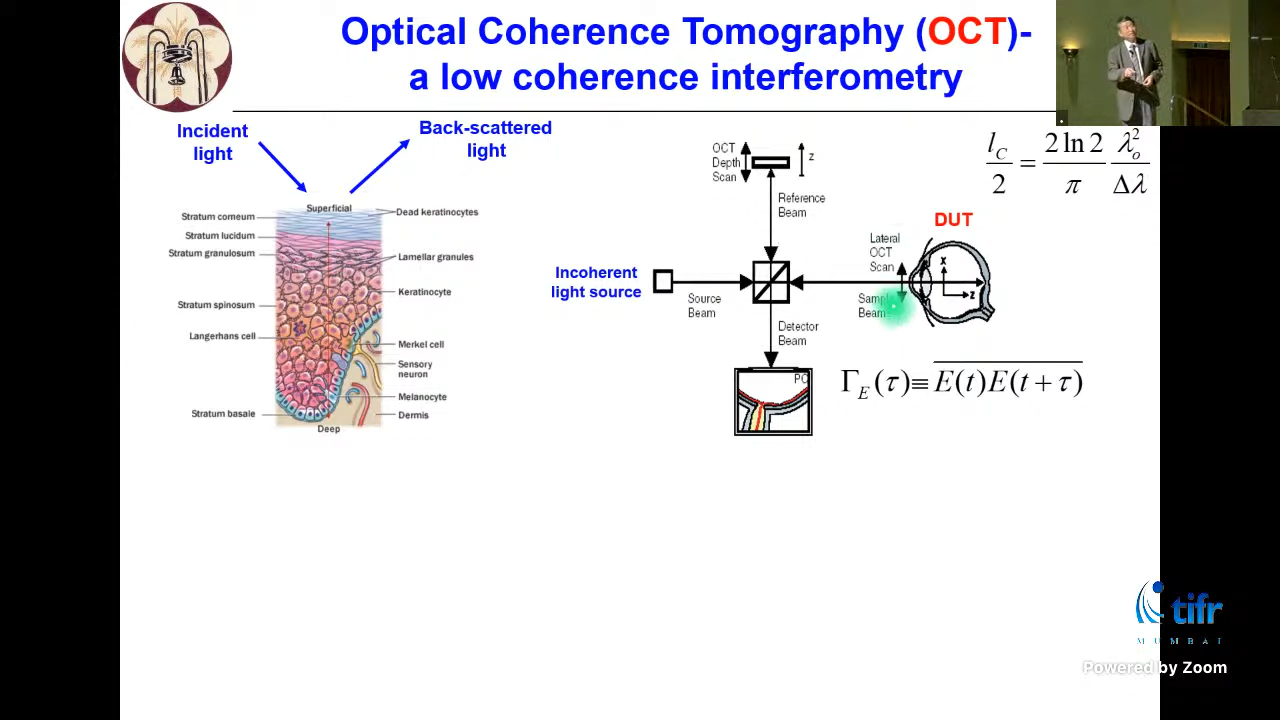 Optical Coherence Tomography (OCT)-
a low coherence interferometry
Incident
light
Back-scattered
light
Superficial
Stratum corneum
Stratum lucidum
Stratum granulosum
Stratum spinosum
Langerhans cell
Stratum basale
Dead keratinocytes
Lamellar granules
Keratinocyte
Merkel cell
Sensory
neuron
Melanocyte
Dermis
Deep
OCT
Depth
Scan
z
Reference
Beam
Incoherent
light source
Source
Beam
Lateral
OCT
Scan
Sample
Beam
DUT
x
z
Detector
Beam
PC
l_C/2 = (2 ln 2/π) (λ_o^2/Δλ)
Γ_E(τ) ≡ \overline{E(t)E(t + τ)}
tifr
MUMBAI
Powered by Zoom